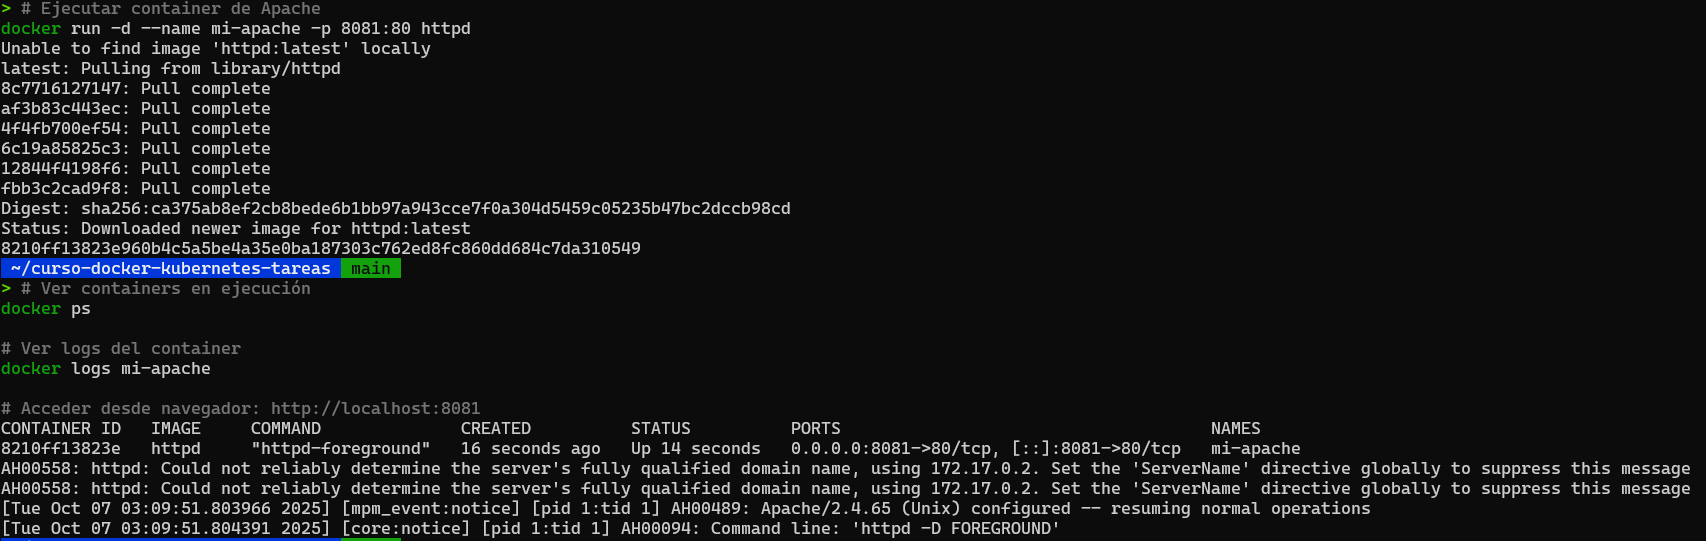 > # Ejecutar container de Apache
docker run -d --name mi-apache -p 8081:80 httpd
Unable to find image 'httpd:latest' locally
latest: Pulling from library/httpd
8c7716127147: Pull complete
af3b83c443ec: Pull complete
4f4fb700ef54: Pull complete
6c19a85825c3: Pull complete
12844f4198f6: Pull complete
fbb3c2cad9f8: Pull complete
Digest: sha256:ca375ab8ef2cb8bede6b1bb97a943cce7f0a304d5459c05235b47bc2dccb98cd
Status: Downloaded newer image for httpd:latest
8210ff13823e960b4c5a5be4a35e0ba187303c762ed8fc860dd684c7da310549
~/curso-docker-kubernetes-tareas main
> # Ver containers en ejecución
docker ps
# Ver logs del container
docker logs mi-apache
# Acceder desde navegador: http://localhost:8081
CONTAINER ID IMAGE COMMAND CREATED STATUS PORTS NAMES
8210ff13823e httpd "httpd-foreground" 16 seconds ago Up 14 seconds 0.0.0.0:8081->80/tcp, [::]:8081->80/tcp mi-apache
AH00558: httpd: Could not reliably determine the server's fully qualified domain name, using 172.17.0.2. Set the 'ServerName' directive globally to suppress this message
AH00558: httpd: Could not reliably determine the server's fully qualified domain name, using 172.17.0.2. Set the 'ServerName' directive globally to suppress this message
[Tue Oct 07 03:09:51.803966 2025] [mpm_event:notice] [pid 1:tid 1] AH00489: Apache/2.4.65 (Unix) configured -- resuming normal operations
[Tue Oct 07 03:09:51.804391 2025] [core:notice] [pid 1:tid 1] AH00094: Command line: 'httpd -D FOREGROUND'